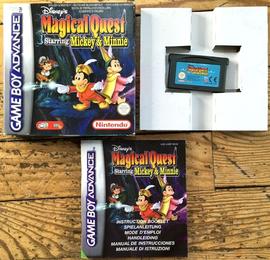 GAME BOY ADVANCE
Disney's
Magical Quest
Starring Mickey & Minnie
Nintendo
GAME BOY ADVANCE
Disney's
Magical Quest
Starring Mickey & Minnie
INSTRUCTION BOOKLET
SPIELANLEITUNG
MODE D'EMPLOI
HANDLEIDING
MANUAL DE INSTRUCCIONES
MANUALE DI ISTRUZIONI